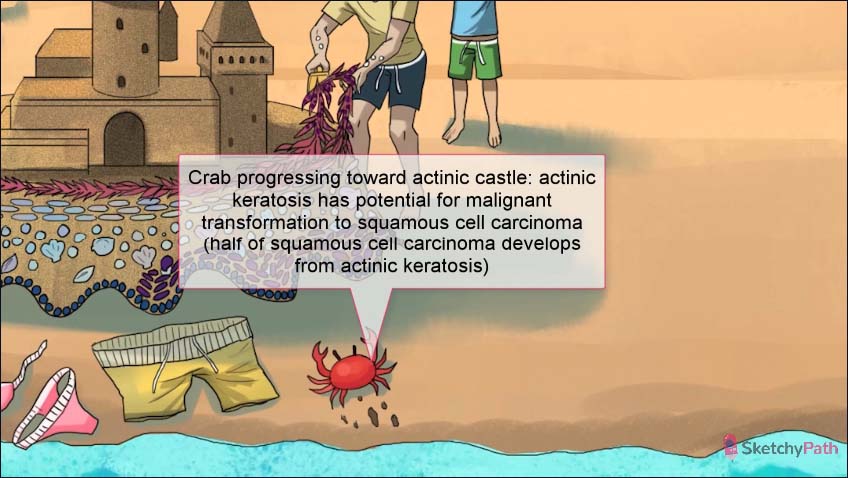 Crab progressing toward actinic castle: actinic
keratosis has potential for malignant
transformation to squamous cell carcinoma
(half of squamous cell carcinoma develops
from actinic keratosis)
SketchyPath